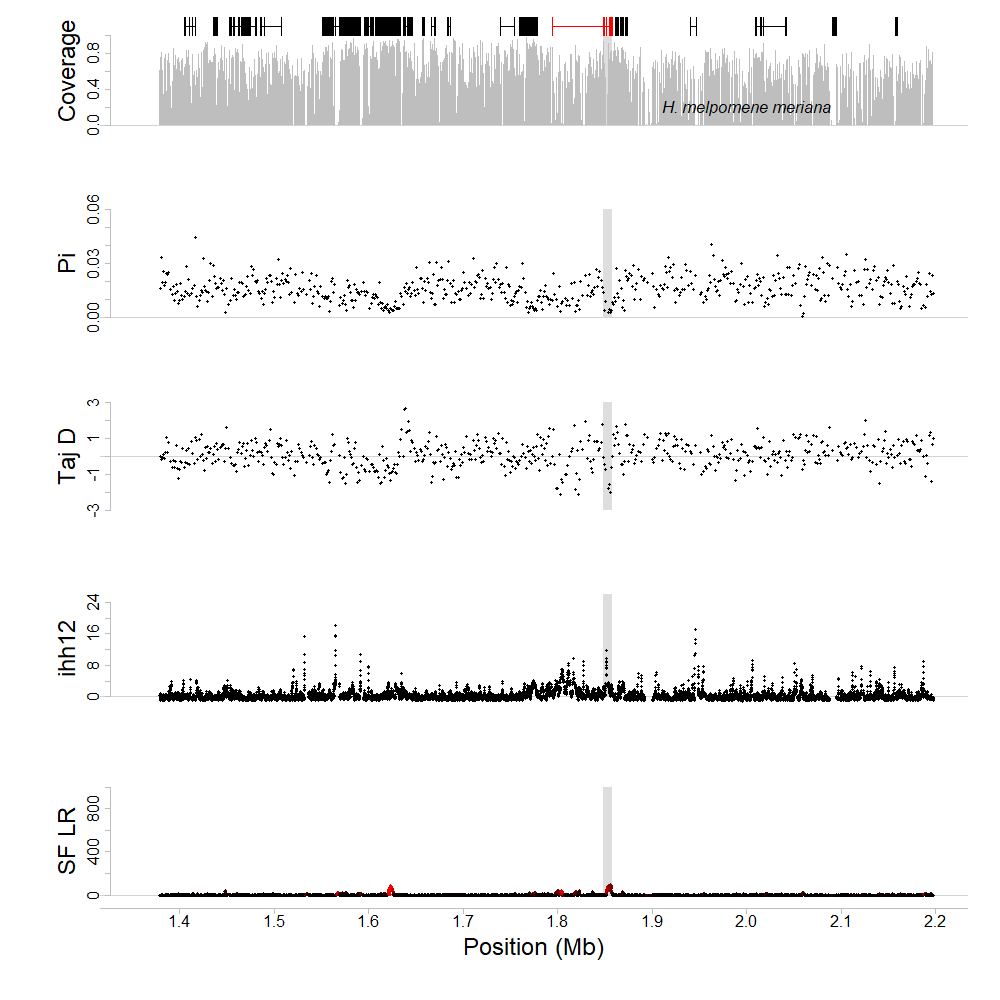 Coverage
0.0 0.4 0.8
H. melpomene meriana
Pi
0.00 0.03 0.06
Taj D
-3 -1 1 3
ihh12
0 8 16 24
SF LR
0 400 800
1.4 1.5 1.6 1.7 1.8 1.9 2.0 2.1 2.2
Position (Mb)